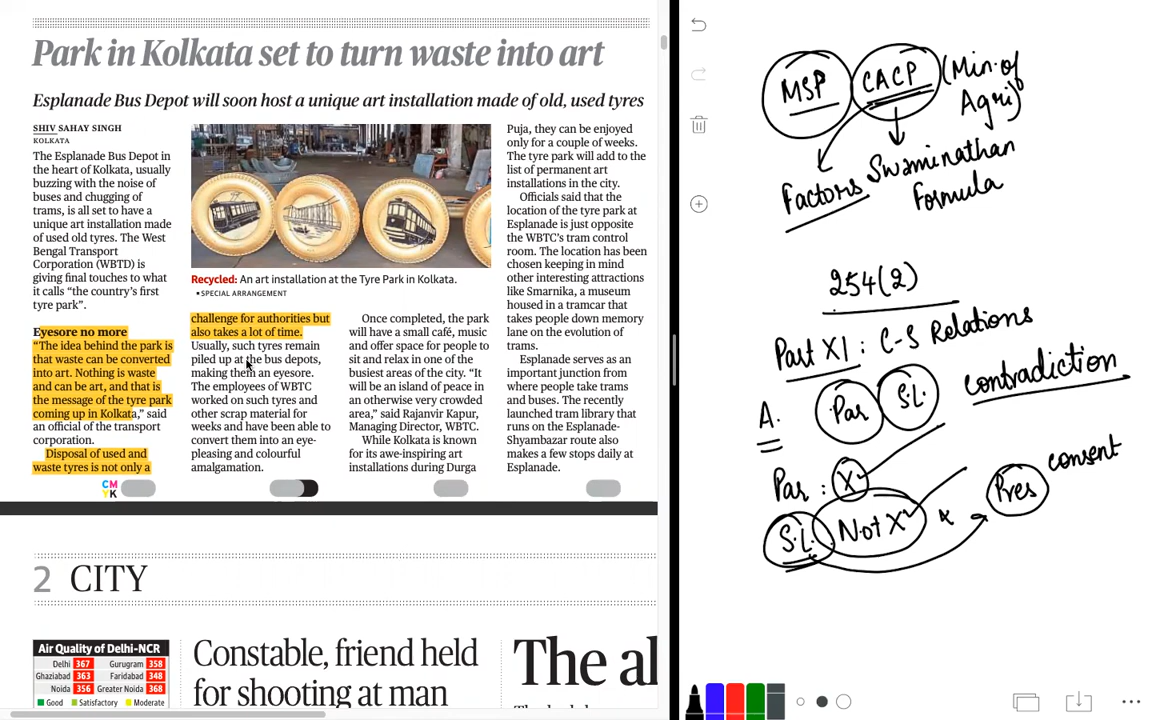 Park in Kolkata set to turn waste into art
Esplanade Bus Depot will soon host a unique art installation made of old, used tyres
SHIV SAHAY SINGH
KOLKATA
The Esplanade Bus Depot in
the heart of Kolkata, usually
buzzing with the noise of
buses and chugging of
trams, is all set to have a
unique art installation made
of used old tyres. The West
Bengal Transport
Corporation (WBTD) is
giving final touches to what
it calls “the country’s first
tyre park”.
Eyesore no more
“The idea behind the park is
that waste can be converted
into art. Nothing is waste
and can be art, and that is
the message of the tyre park
coming up in Kolkata,” said
an official of the transport
corporation.
Disposal of used and
waste tyres is not only a
Recycled: An art installation at the Tyre Park in Kolkata.
▪ SPECIAL ARRANGEMENT
challenge for authorities but
also takes a lot of time.
Usually, such tyres remain
piled up at the bus depots,
making them an eyesore.
The employees of WBTC
worked on such tyres and
other scrap material for
weeks and have been able to
convert them into an eye-
pleasing and colourful
amalgamation.
Once completed, the park
will have a small café, music
and offer space for people to
sit and relax in one of the
busiest areas of the city. “It
will be an island of peace in
an otherwise very crowded
area,” said Rajanvir Kapur,
Managing Director, WBTC.
While Kolkata is known
for its awe-inspiring art
installations during Durga
Puja, they can be enjoyed
only for a couple of weeks.
The tyre park will add to the
list of permanent art
installations in the city.
Officials said that the
location of the tyre park at
Esplanade is just opposite
the WBTC’s tram control
room. The location has been
chosen keeping in mind
other interesting attractions
like Smarnika, a museum
housed in a tramcar that
takes people down memory
lane on the evolution of
trams.
Esplanade serves as an
important junction from
where people take trams
and buses. The recently
launched tram library that
runs on the Esplanade-
Shyambazar route also
makes a few stops daily at
Esplanade.
CM
YK
2 CITY
Air Quality of Delhi-NCR
Delhi 367 Gurugram 358
Ghaziabad 363 Faridabad 348
Noida 356 Greater Noida 368
Good Satisfactory Moderate
Constable, friend held
for shooting at man
The al
MSP CACP (Min. of
Agri)
Factors Swaminathan
Formula
254(2)
Part XI : C-S Relations
contradiction
A. Par S.L.
Par : X
consent
Pres
S.L. Not X